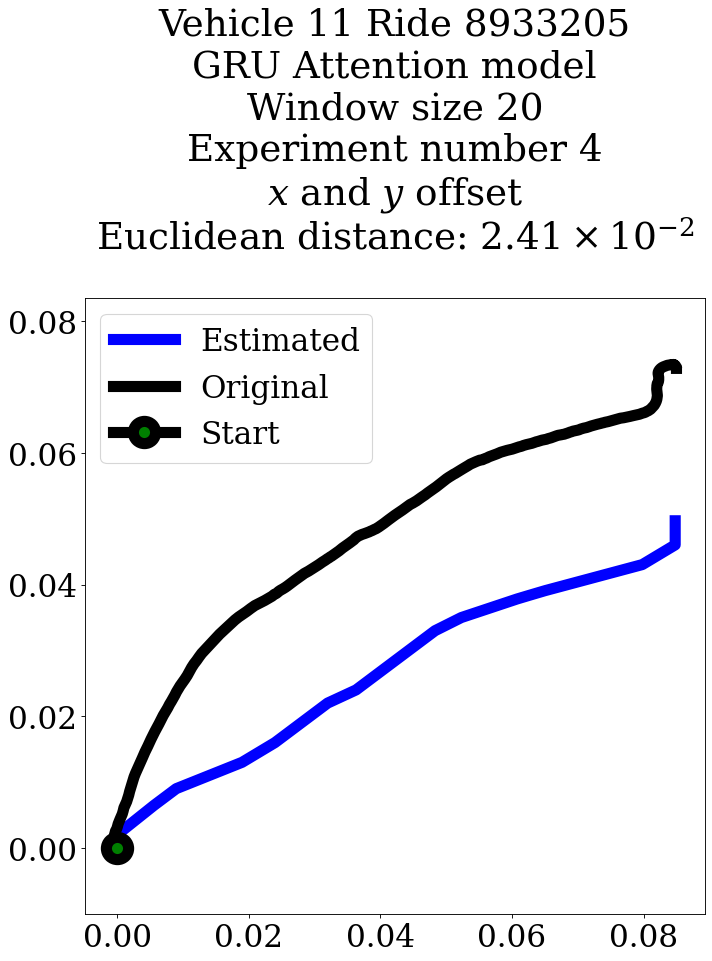 Vehicle 11 Ride 8933205
GRU Attention model
Window size 20
Experiment number 4
x and y offset
Euclidean distance: 2.41 × 10⁻²
Estimated
Original
Start
0.08
0.06
0.04
0.02
0.00
0.00 0.02 0.04 0.06 0.08